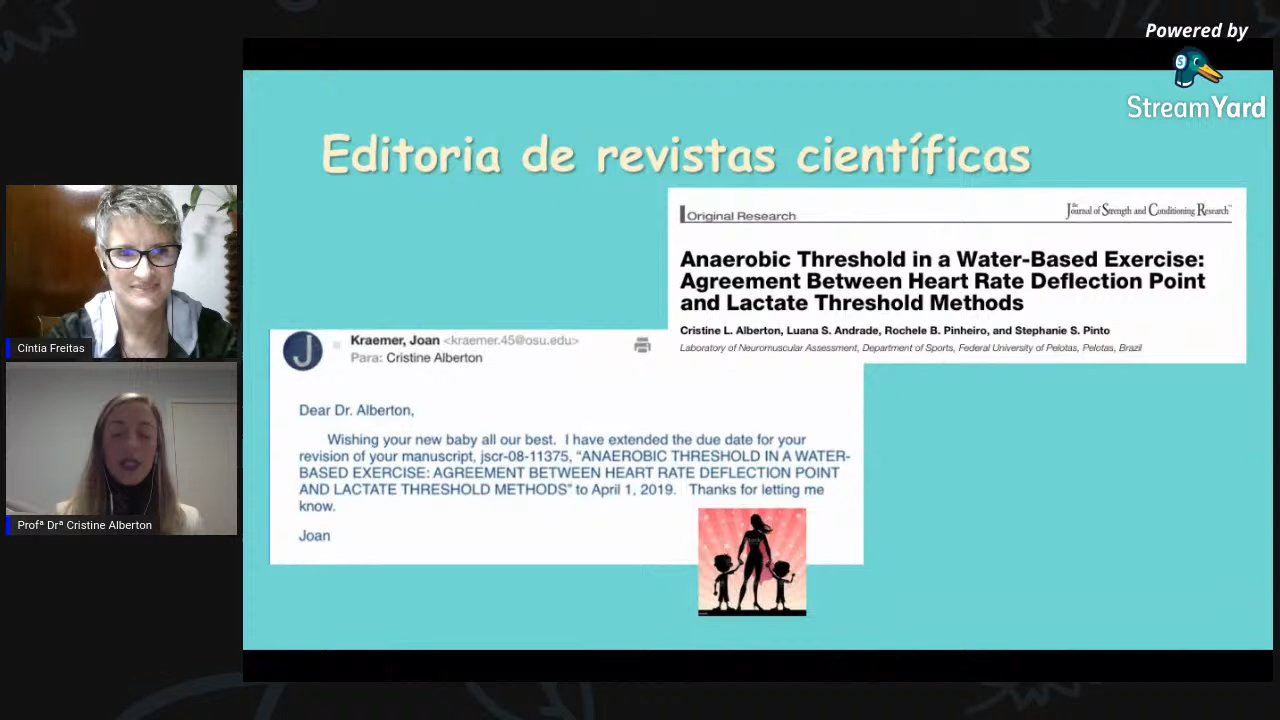 Powered by
StreamYard
Editoria de revistas científicas
Original Research
the Journal of Strength and Conditioning Research™
Anaerobic Threshold in a Water-Based Exercise:
Agreement Between Heart Rate Deflection Point
and Lactate Threshold Methods
Cristine L. Alberton, Luana S. Andrade, Rochele B. Pinheiro, and Stephanie S. Pinto
Laboratory of Neuromuscular Assessment, Department of Sports, Federal University of Pelotas, Pelotas, Brazil
J
Kraemer, Joan <kraemer.45@osu.edu>
Para: Cristine Alberton
Dear Dr. Alberton,
Wishing your new baby all our best. I have extended the due date for your
revision of your manuscript, jscr-08-11375, “ANAEROBIC THRESHOLD IN A WATER-
BASED EXERCISE: AGREEMENT BETWEEN HEART RATE DEFLECTION POINT
AND LACTATE THRESHOLD METHODS” to April 1, 2019. Thanks for letting me
know.
Joan
Cíntia Freitas
Profª Drª Cristine Alberton